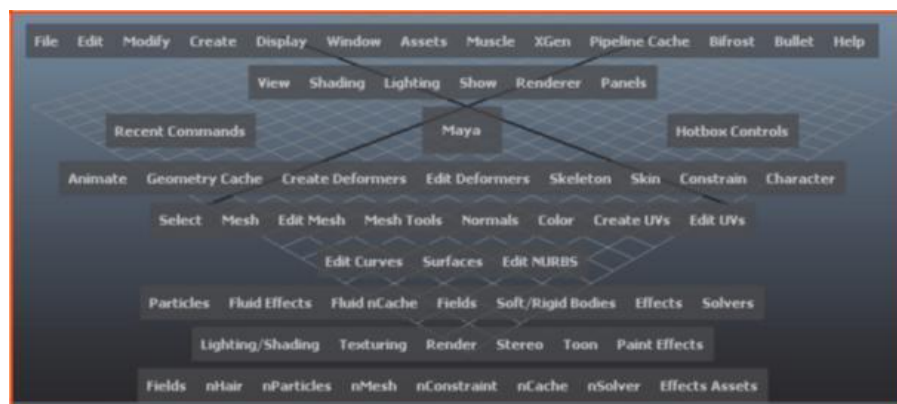 File Edit Modify Create Display Window Assets Muscle XGen Pipeline Cache Bifrost Bullet Help
View Shading Lighting Show Renderer Panels
Recent Commands Maya Hotbox Controls
Animate Geometry Cache Create Deformers Edit Deformers Skeleton Skin Constrain Character
Select Mesh Edit Mesh Mesh Tools Normals Color Create UVs Edit UVs
Edit Curves Surfaces Edit NURBS
Particles Fluid Effects Fluid nCache Fields Soft/Rigid Bodies Effects Solvers
Lighting/Shading Texturing Render Stereo Toon Paint Effects
Fields nHair nParticles nMesh nConstraint nCache nSolver Effects Assets